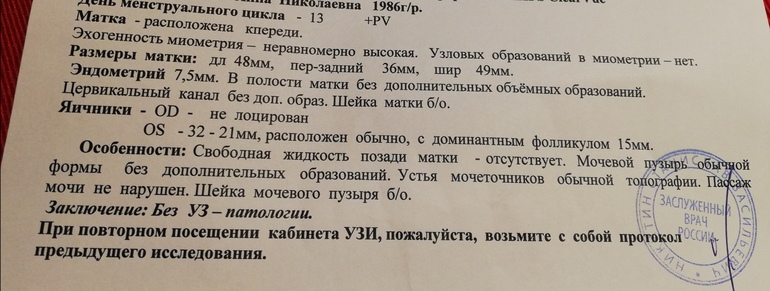 Николаевна 1986г/р.
День менструального цикла - 13 +PV
Матка - расположена кпереди.
Эхогенность миометрия – неравномерно высокая. Узловых образований в миометрии – нет.
Размеры матки: дл 48мм, пер-задний 36мм, шир 49мм.
Эндометрий 7,5мм. В полости матки без дополнительных объёмных образований.
Цервикальный канал без доп. образ. Шейка матки б/о.
Яичники - OD - не лоцирован
OS - 32 - 21мм, расположен обычно, с доминантным фолликулом 15мм.
Особенности: Свободная жидкость позади матки - отсутствует. Мочевой пузырь обычной
формы без дополнительных образований. Устья мочеточников обычной топографии. Пассаж
мочи не нарушен. Шейка мочевого пузыря б/о.
Заключение: Без УЗ – патологии.
При повторном посещении кабинета УЗИ, пожалуйста, возьмите с собой протокол
предыдущего исследования.
ЗАСЛУЖЕННЫЙ
ВРАЧ
РОССИИ
НИКИТИН ВАСИЛЬЕВИЧ